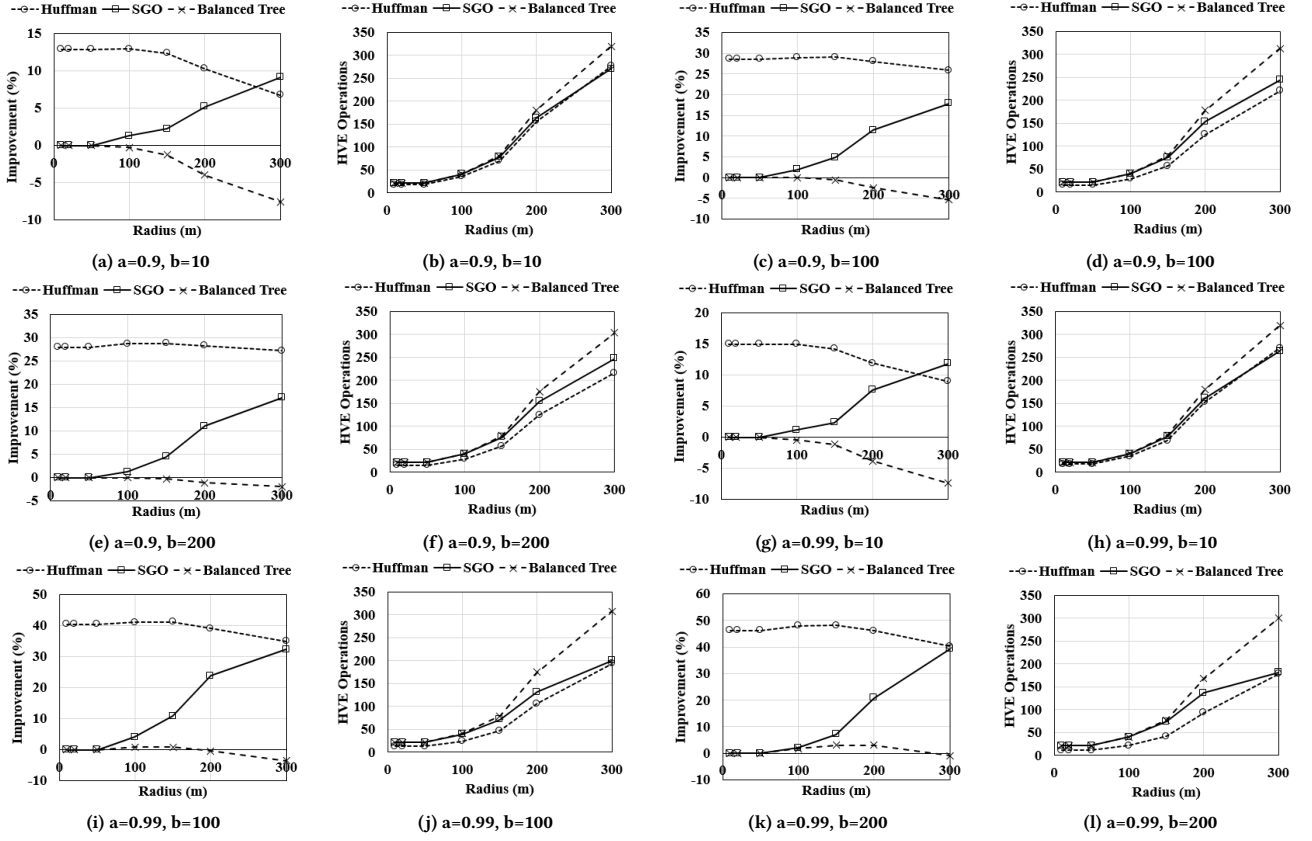 Huffman SGO Balanced Tree
Improvement (%)
15
10
5
0
-5
-10
0 100 200 300
Radius (m)
(a) a=0.9, b=10
Huffman SGO Balanced Tree
HVE Operations
350
300
250
200
150
100
50
0
0 100 200 300
Radius (m)
(b) a=0.9, b=10
Huffman SGO Balanced Tree
Improvement (%)
35
30
25
20
15
10
5
0
-5
-10
0 100 200 300
Radius (m)
(c) a=0.9, b=100
Huffman SGO Balanced Tree
HVE Operations
350
300
250
200
150
100
50
0
0 100 200 300
Radius (m)
(d) a=0.9, b=100
Huffman SGO Balanced Tree
Improvement (%)
35
30
25
20
15
10
5
0
-5
0 100 200 300
Radius (m)
(e) a=0.9, b=200
Huffman SGO Balanced Tree
HVE Operations
350
300
250
200
150
100
50
0
0 100 200 300
Radius (m)
(f) a=0.9, b=200
Huffman SGO Balanced Tree
Improvement (%)
20
15
10
5
0
-5
-10
0 100 200 300
Radius (m)
(g) a=0.99, b=10
Huffman SGO Balanced Tree
HVE Operations
350
300
250
200
150
100
50
0
0 100 200 300
Radius (m)
(h) a=0.99, b=10
Huffman SGO Balanced Tree
Improvement (%)
50
40
30
20
10
0
-10
0 100 200 300
Radius (m)
(i) a=0.99, b=100
Huffman SGO Balanced Tree
HVE Operations
350
300
250
200
150
100
50
0
0 100 200 300
Radius (m)
(j) a=0.99, b=100
Huffman SGO Balanced Tree
Improvement (%)
60
50
40
30
20
10
0
-10
0 100 200 300
Radius (m)
(k) a=0.99, b=200
Huffman SGO Balanced Tree
HVE Operations
350
300
250
200
150
100
50
0
0 100 200 300
Radius (m)
(l) a=0.99, b=200